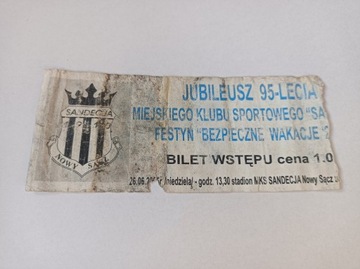 SANDECJA
NOWY SĄCZ
JUBILEUSZ 95-LECIA
MIEJSKIEGO KLUBU SPORTOWEGO "SA
FESTYN "BEZPIECZNE WAKACJE
BILET WSTĘPU cena 1.0
niedziela/ - godz. 13,30 stadion MKS SANDECJA Nowy Sącz